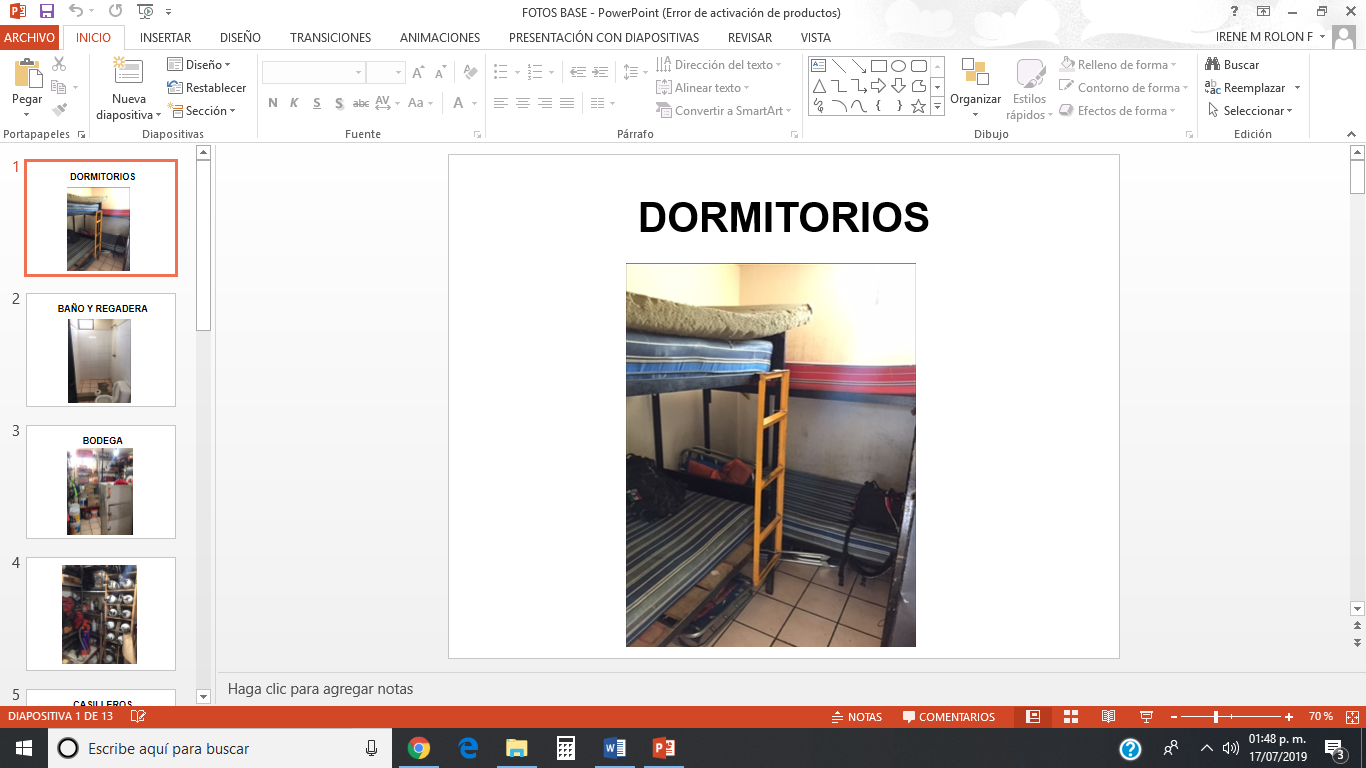 FOTOS BASE - PowerPoint (Error de activación de productos)
ARCHIVO INICIO INSERTAR DISEÑO TRANSICIONES ANIMACIONES PRESENTACIÓN CON DIAPOSITIVAS REVISAR VISTA IRENE M ROLON F
Pegar
Portapapeles
Nueva diapositiva
Diseño
Restablecer
Sección
Diapositivas
N K S S abc AV Aa A
Fuente
Dirección del texto
Alinear texto
Convertir a SmartArt
Párrafo
Organizar
Estilos rápidos
Relleno de forma
Contorno de forma
Efectos de forma
Dibujo
Buscar
Reemplazar
Seleccionar
Edición
1
DORMITORIOS
2
BAÑO Y REGADERA
3
BODEGA
4
5
CASILLEROS
DORMITORIOS
Haga clic para agregar notas
DIAPOSITIVA 1 DE 13 NOTAS COMENTARIOS 70 %
Escribe aquí para buscar
01:48 p. m.
17/07/2019
3